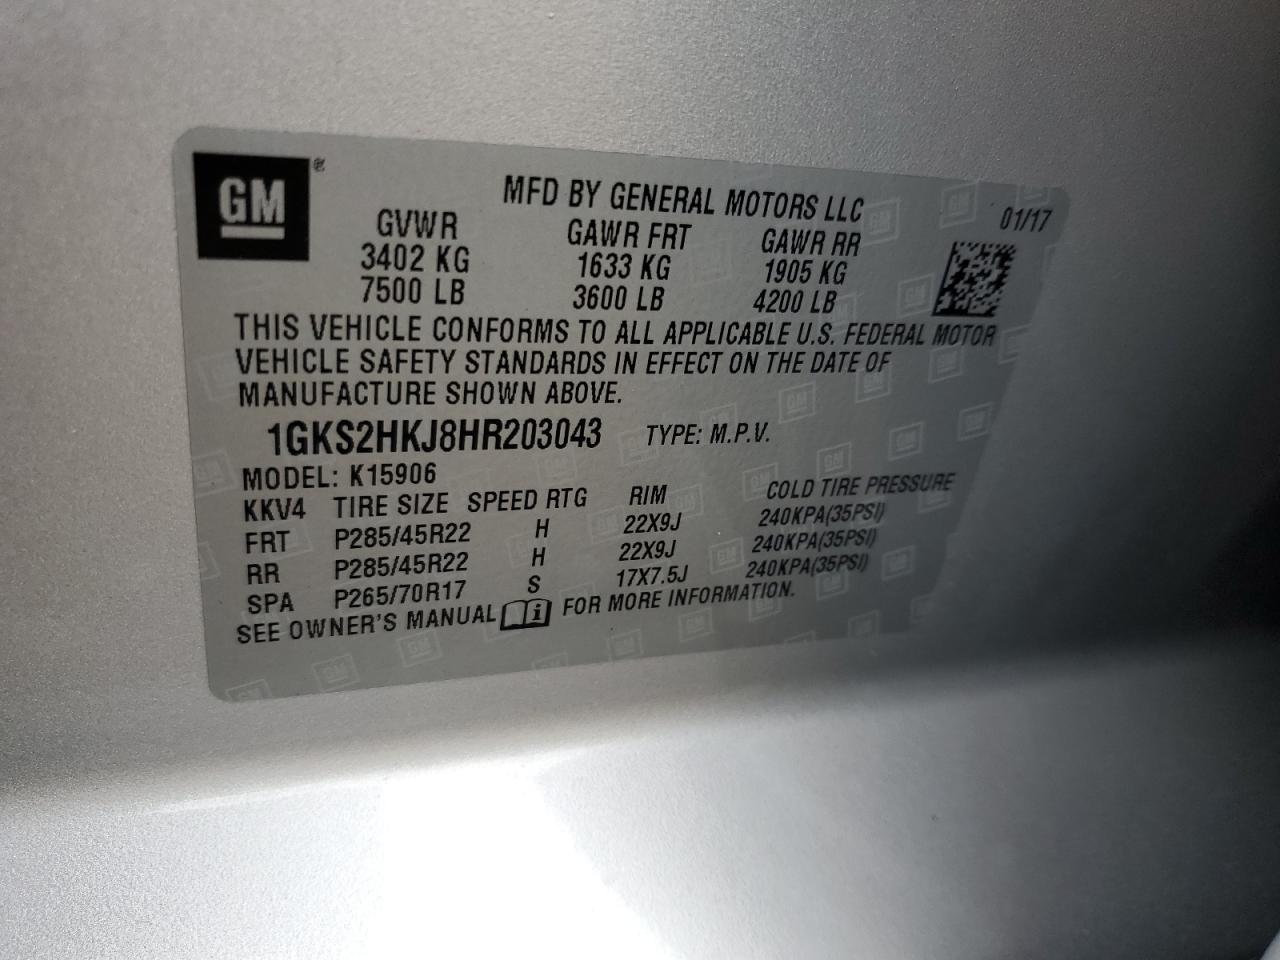 GM ®
MFD BY GENERAL MOTORS LLC
01/17
GVWR GAWR FRT GAWR RR
3402 KG 1633 KG 1905 KG
7500 LB 3600 LB 4200 LB
THIS VEHICLE CONFORMS TO ALL APPLICABLE U.S. FEDERAL MOTOR
VEHICLE SAFETY STANDARDS IN EFFECT ON THE DATE OF
MANUFACTURE SHOWN ABOVE.
1GKS2HKJ8HR203043 TYPE: M.P.V.
MODEL: K15906
KKV4 TIRE SIZE SPEED RTG RIM COLD TIRE PRESSURE
FRT P285/45R22 H 22X9J 240KPA(35PSI)
RR P285/45R22 H 22X9J 240KPA(35PSI)
SPA P265/70R17 S 17X7.5J 240KPA(35PSI)
SEE OWNER'S MANUAL i FOR MORE INFORMATION.